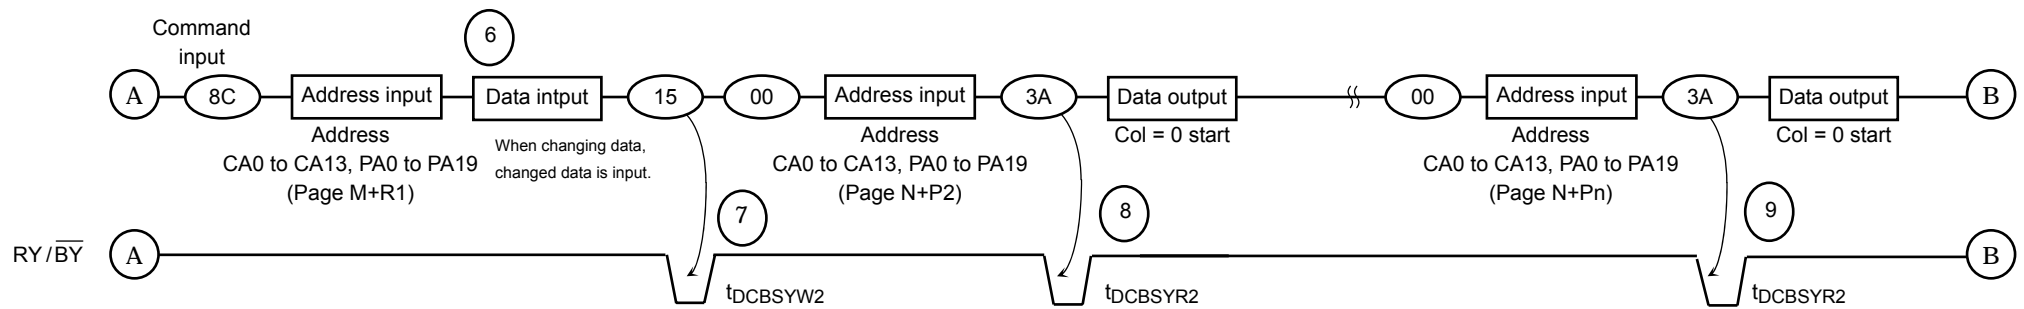 Command
input
6
A 8C Address input Data intput 15 00 Address input 3A Data output 00 Address input 3A Data output B
Address
CA0 to CA13, PA0 to PA19
(Page M+R1)
When changing data,
changed data is input.
Address
CA0 to CA13, PA0 to PA19
(Page N+P2)
Col = 0 start
Address
CA0 to CA13, PA0 to PA19
(Page N+Pn)
Col = 0 start
7 8 9
RY/B̅Y̅ A B
tDCBSYW2 tDCBSYR2 tDCBSYR2